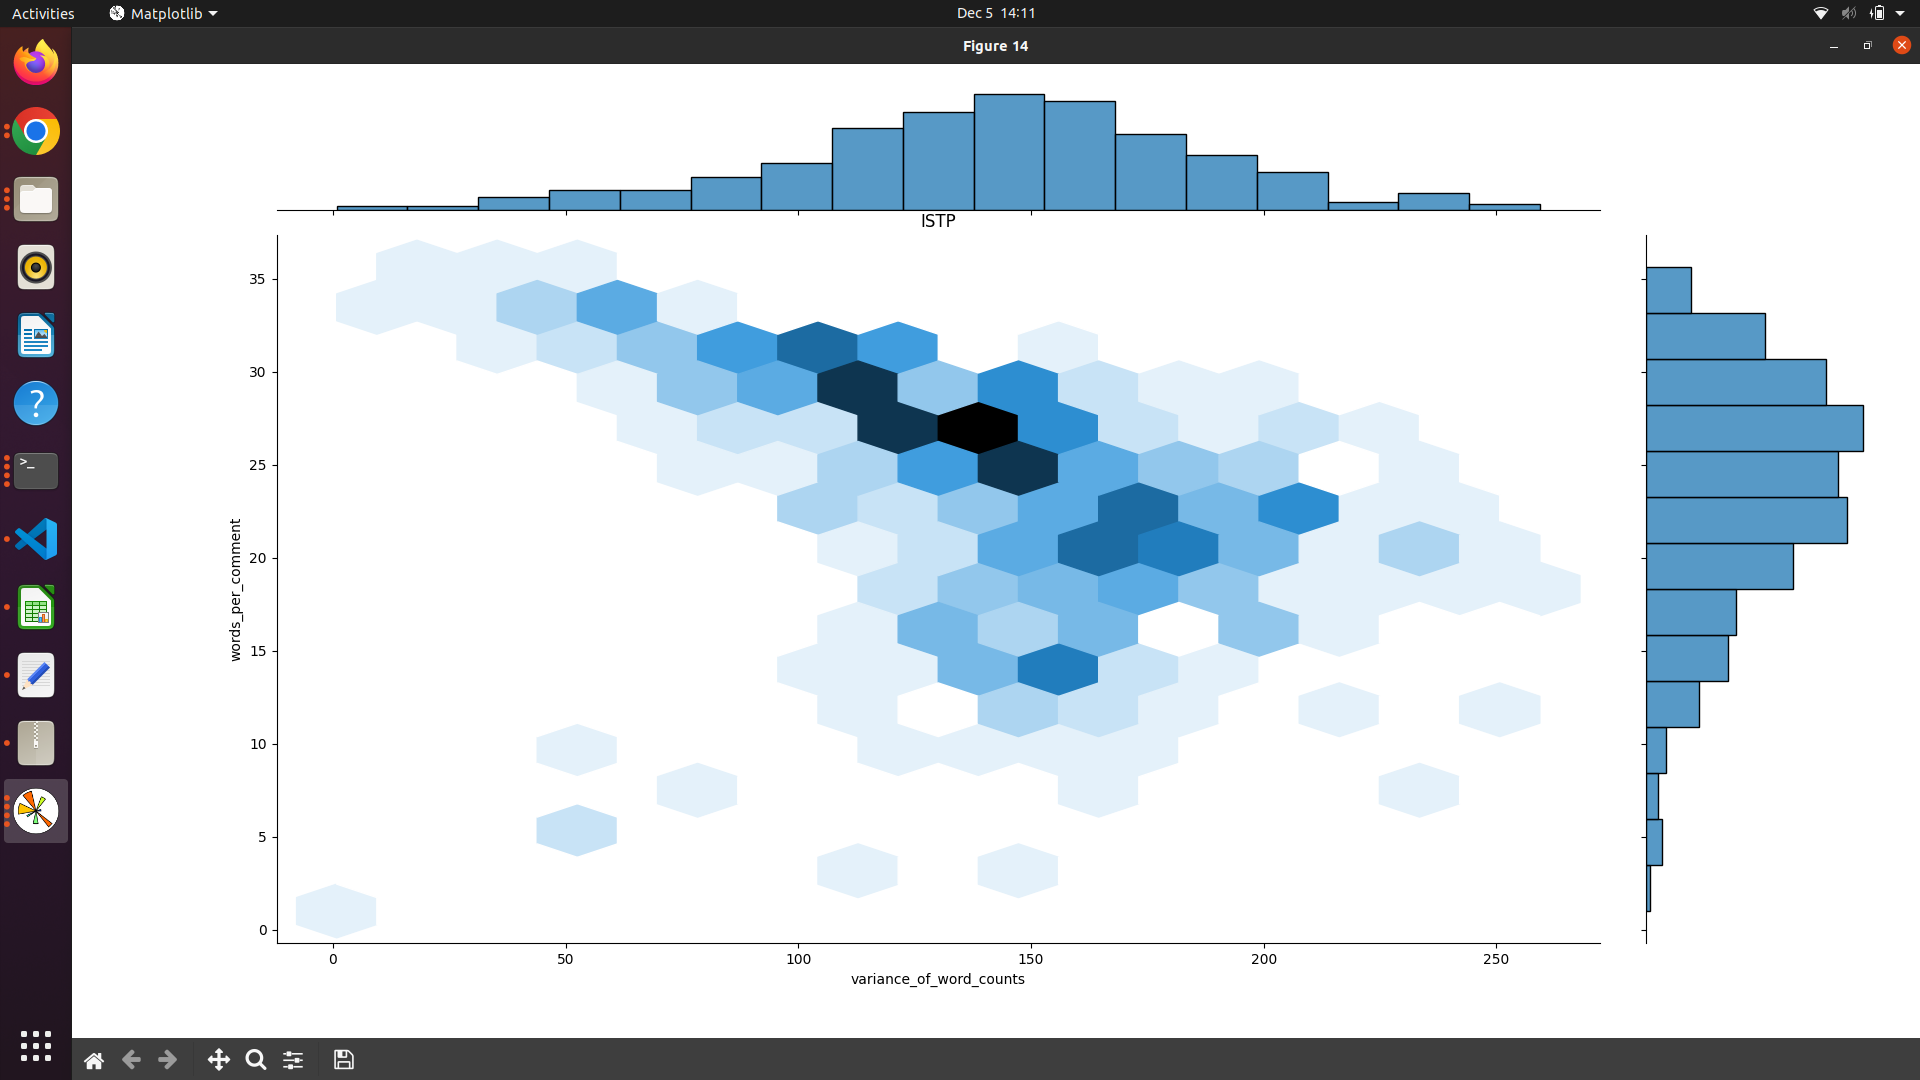 Activities
Matplotlib
Dec 5 14:11
Figure 14
ISTP
35
30
25
20
15
10
5
0
words_per_comment
0 50 100 150 200 250
variance_of_word_counts